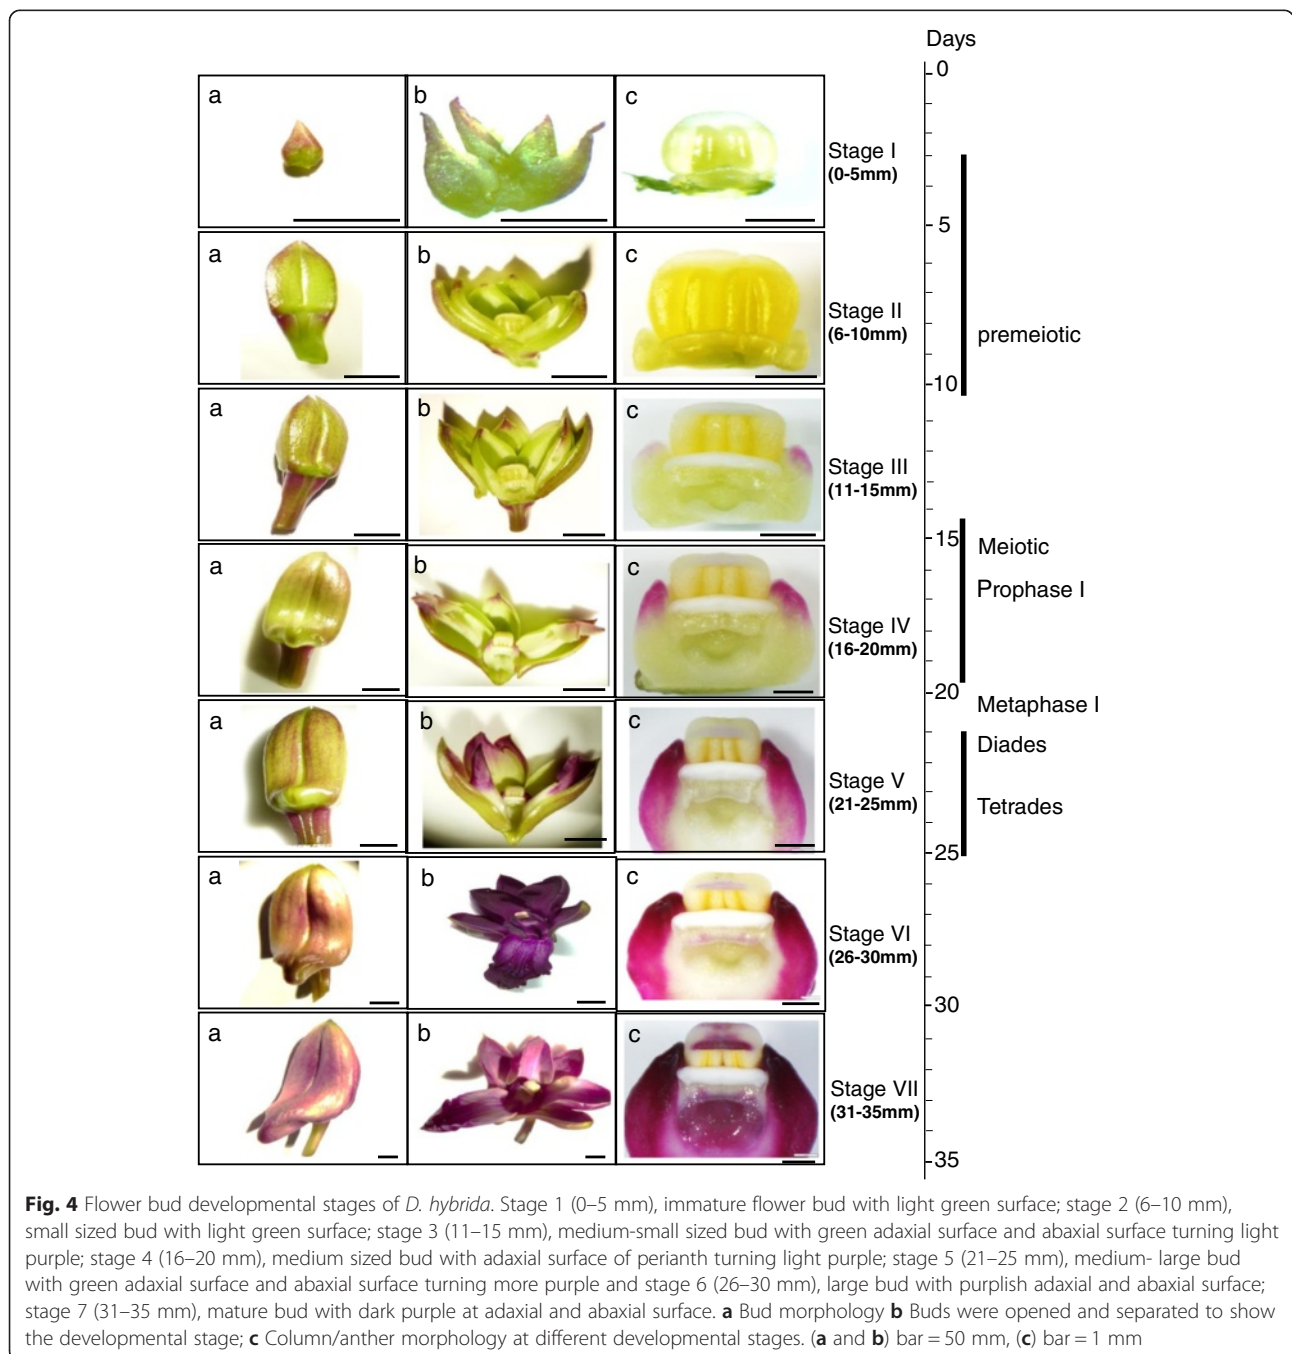 Days
0
a
b
c
Stage I
(0-5mm)
5
a
b
c
Stage II
(6-10mm)
premeiotic
10
a
b
c
Stage III
(11-15mm)
15
Meiotic
a
b
c
Prophase I
Stage IV
(16-20mm)
20
Metaphase I
a
b
c
Diades
Stage V
(21-25mm)
Tetrades
25
a
b
c
Stage VI
(26-30mm)
30
a
b
c
Stage VII
(31-35mm)
35
Fig. 4 Flower bud developmental stages of D. hybrida. Stage 1 (0–5 mm), immature flower bud with light green surface; stage 2 (6–10 mm),
small sized bud with light green surface; stage 3 (11–15 mm), medium-small sized bud with green adaxial surface and abaxial surface turning light
purple; stage 4 (16–20 mm), medium sized bud with adaxial surface of perianth turning light purple; stage 5 (21–25 mm), medium- large bud
with green adaxial surface and abaxial surface turning more purple and stage 6 (26–30 mm), large bud with purplish adaxial and abaxial surface;
stage 7 (31–35 mm), mature bud with dark purple at adaxial and abaxial surface. a Bud morphology b Buds were opened and separated to show
the developmental stage; c Column/anther morphology at different developmental stages. (a and b) bar = 50 mm, (c) bar = 1 mm